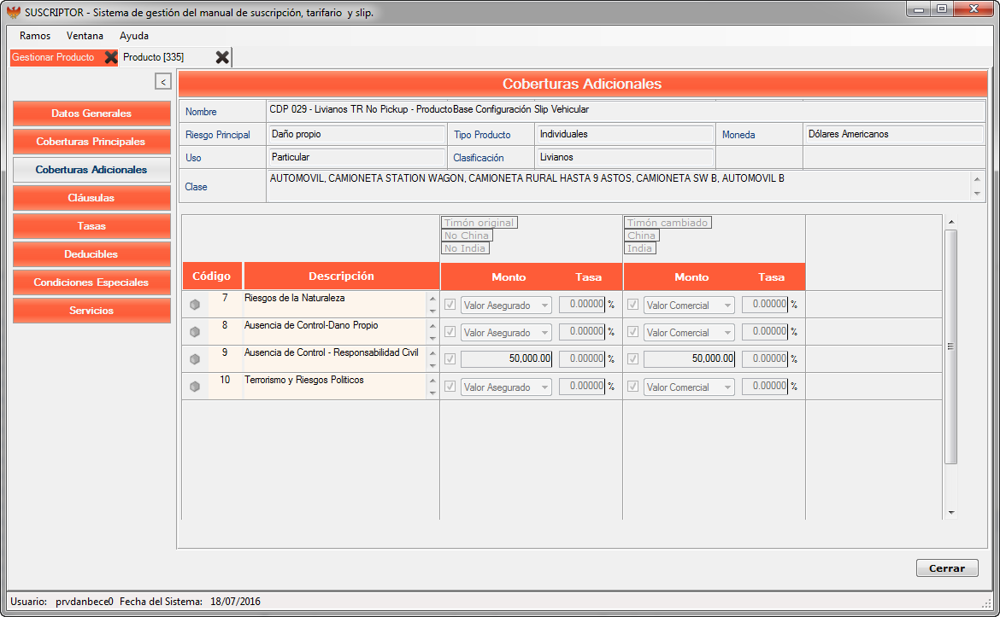 SUSCRIPTOR - Sistema de gestión del manual de suscripción, tarifario y slip.
Ramos Ventana Ayuda
Gestionar Producto Producto [335]
<
Datos Generales
Coberturas Principales
Coberturas Adicionales
Cláusulas
Tasas
Deducibles
Condiciones Especiales
Servicios
Coberturas Adicionales
Nombre CDP 029 - Livianos TR No Pickup - ProductoBase Configuración Slip Vehicular
Riesgo Principal Daño propio Tipo Producto Individuales Moneda Dólares Americanos
Uso Particular Clasificación Livianos
Clase AUTOMOVIL, CAMIONETA STATION WAGON, CAMIONETA RURAL HASTA 9 ASTOS, CAMIONETA SW B, AUTOMOVIL B
Timón original Timón cambiado
No China China
No India India
Código Descripción Monto Tasa Monto Tasa
7 Riesgos de la Naturaleza Valor Asegurado 0.00000 % Valor Comercial 0.00000 %
8 Ausencia de Control-Dano Propio Valor Asegurado 0.00000 % Valor Comercial 0.00000 %
9 Ausencia de Control - Responsabilidad Civil 50,000.00 0.00000 % 50,000.00 0.00000 %
10 Terrorismo y Riesgos Politicos Valor Asegurado 0.00000 % Valor Comercial 0.00000 %
Cerrar
Usuario: prvdanbece0 Fecha del Sistema: 18/07/2016